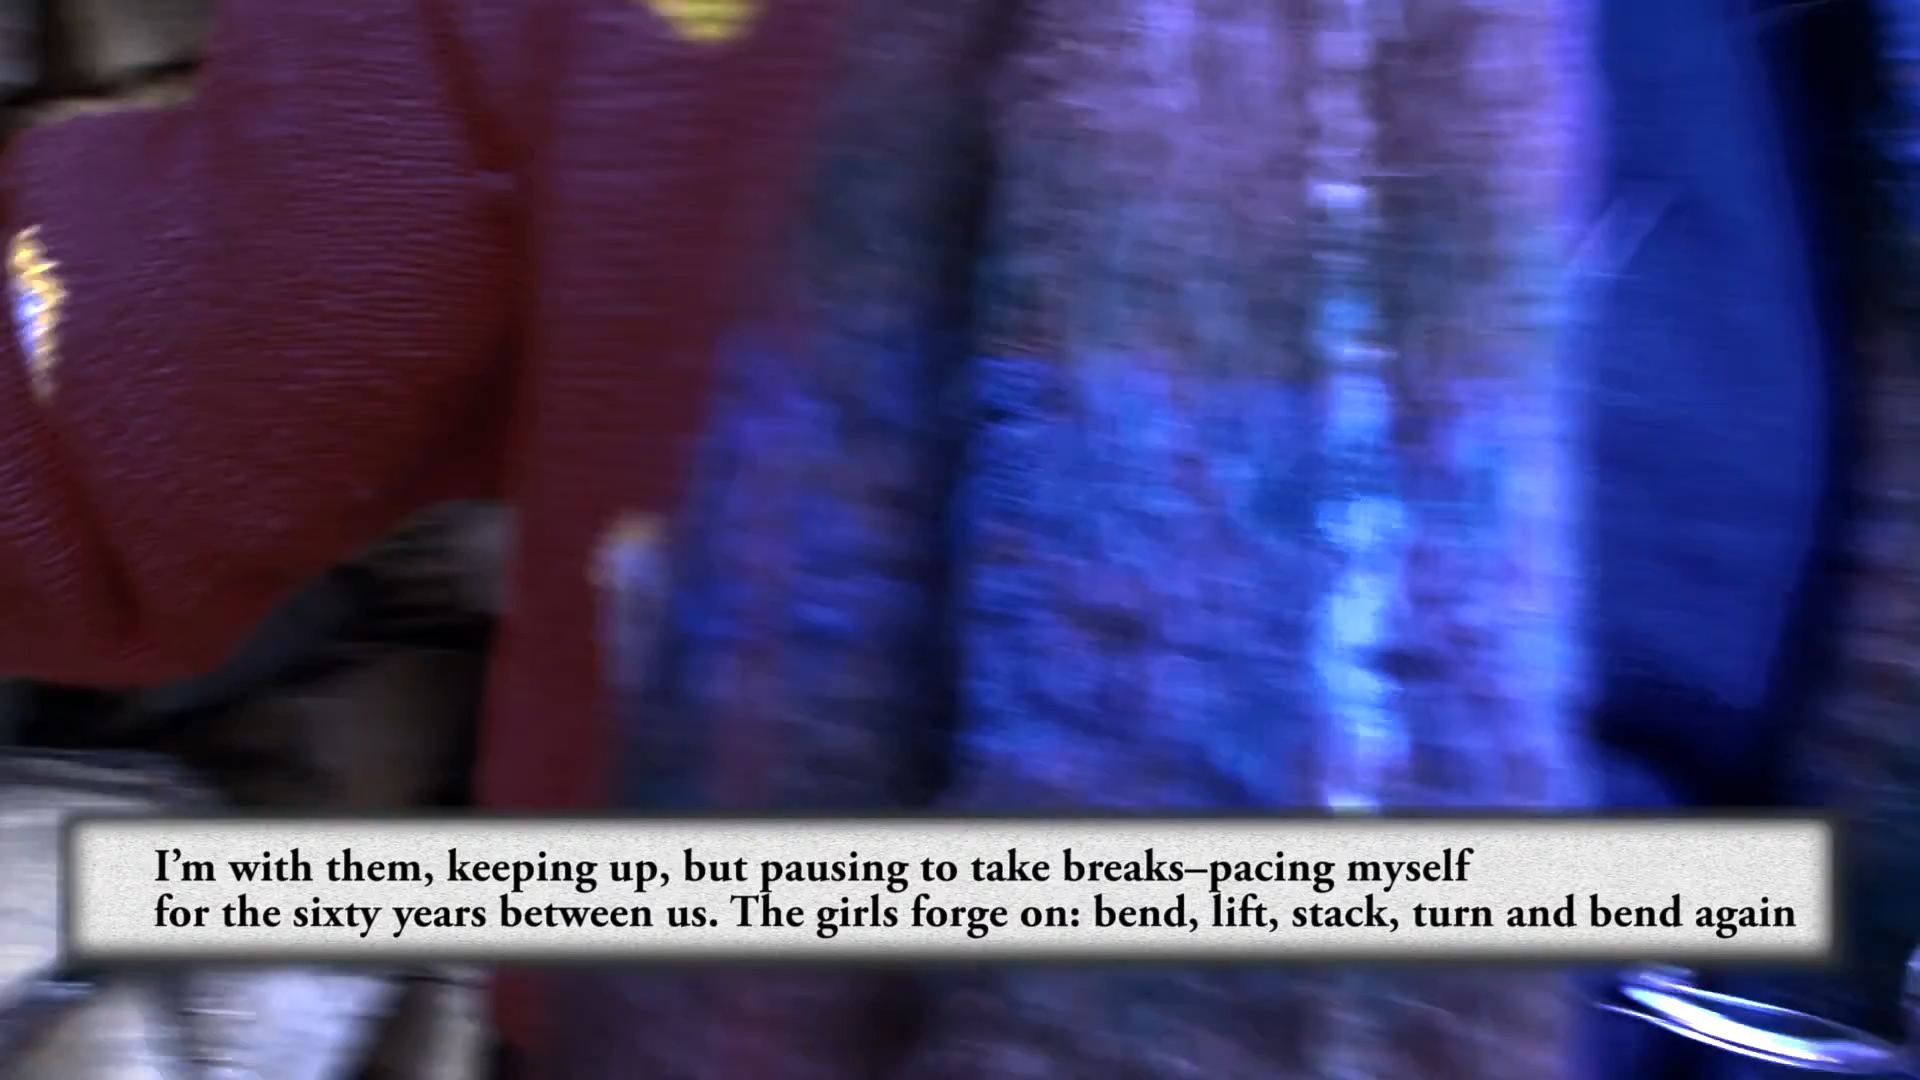 I’m with them, keeping up, but pausing to take breaks–pacing myself
for the sixty years between us. The girls forge on: bend, lift, stack, turn and bend again